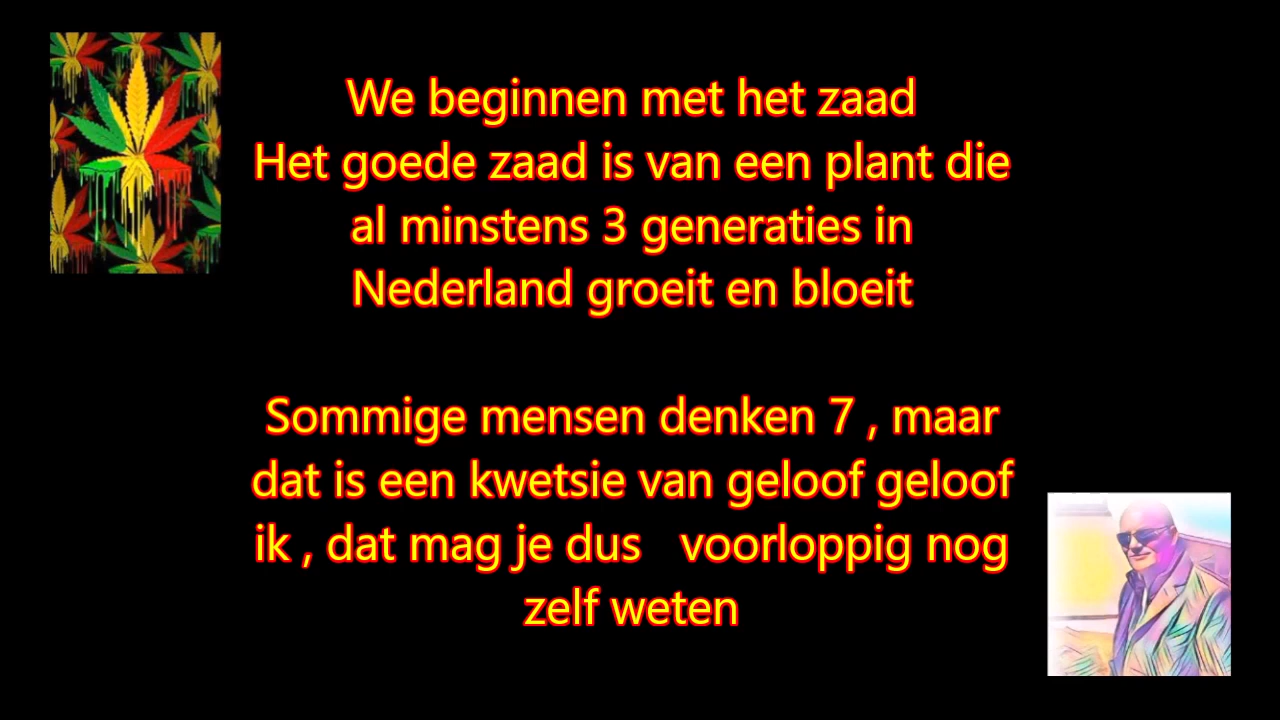 We beginnen met het zaad
Het goede zaad is van een plant die
al minstens 3 generaties in
Nederland groeit en bloeit
Sommige mensen denken 7 , maar
dat is een kwetsie van geloof geloof
ik , dat mag je dus   voorloppig nog
zelf weten